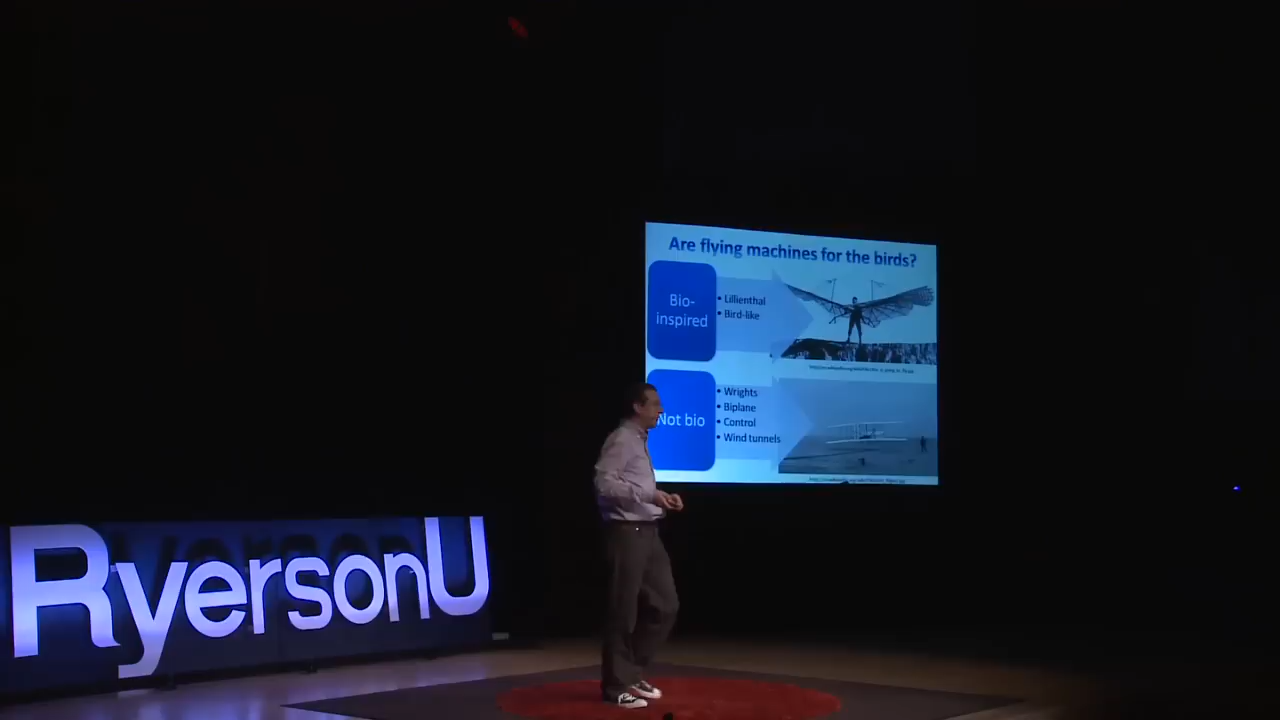 Are flying machines for the birds?
Bio-
inspired
• Lillienthal
• Bird-like
Not bio
• Wrights
• Biplane
• Control
• Wind tunnels
RyersonU